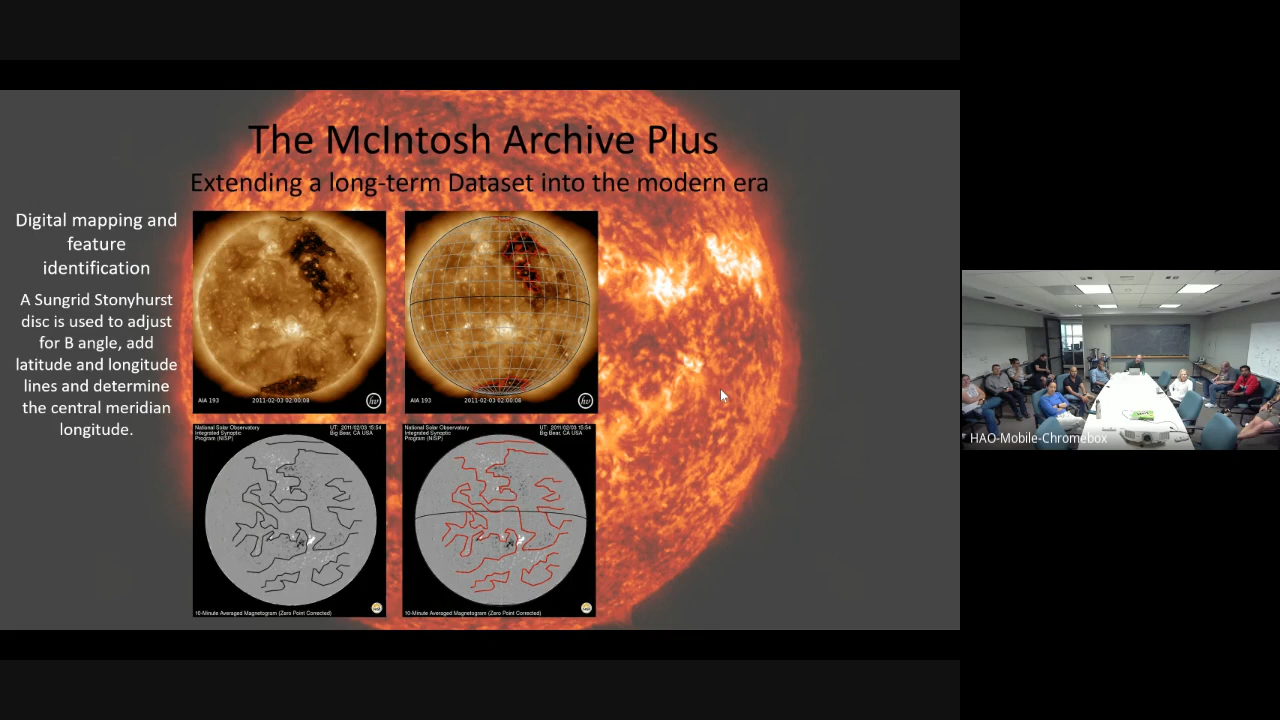 The McIntosh Archive Plus
Extending a long-term Dataset into the modern era
Digital mapping and
feature
identification
A Sungrid Stonyhurst
disc is used to adjust
for B angle, add
latitude and longitude
lines and determine
the central meridian
longitude.
AIA 193
2011-02-03 02:00:08
AIA 193
2011-02-03 02:00:08
National Solar Observatory
Integrated Synoptic
Program (NISP)
UT: 2011/02/03 15:54
Big Bear, CA USA
10-Minute Averaged Magnetogram (Zero Point Corrected)
National Solar Observatory
Integrated Synoptic
Program (NISP)
UT: 2011/02/03 15:54
Big Bear, CA USA
10-Minute Averaged Magnetogram (Zero Point Corrected)
HAO-Mobile-Chromebox